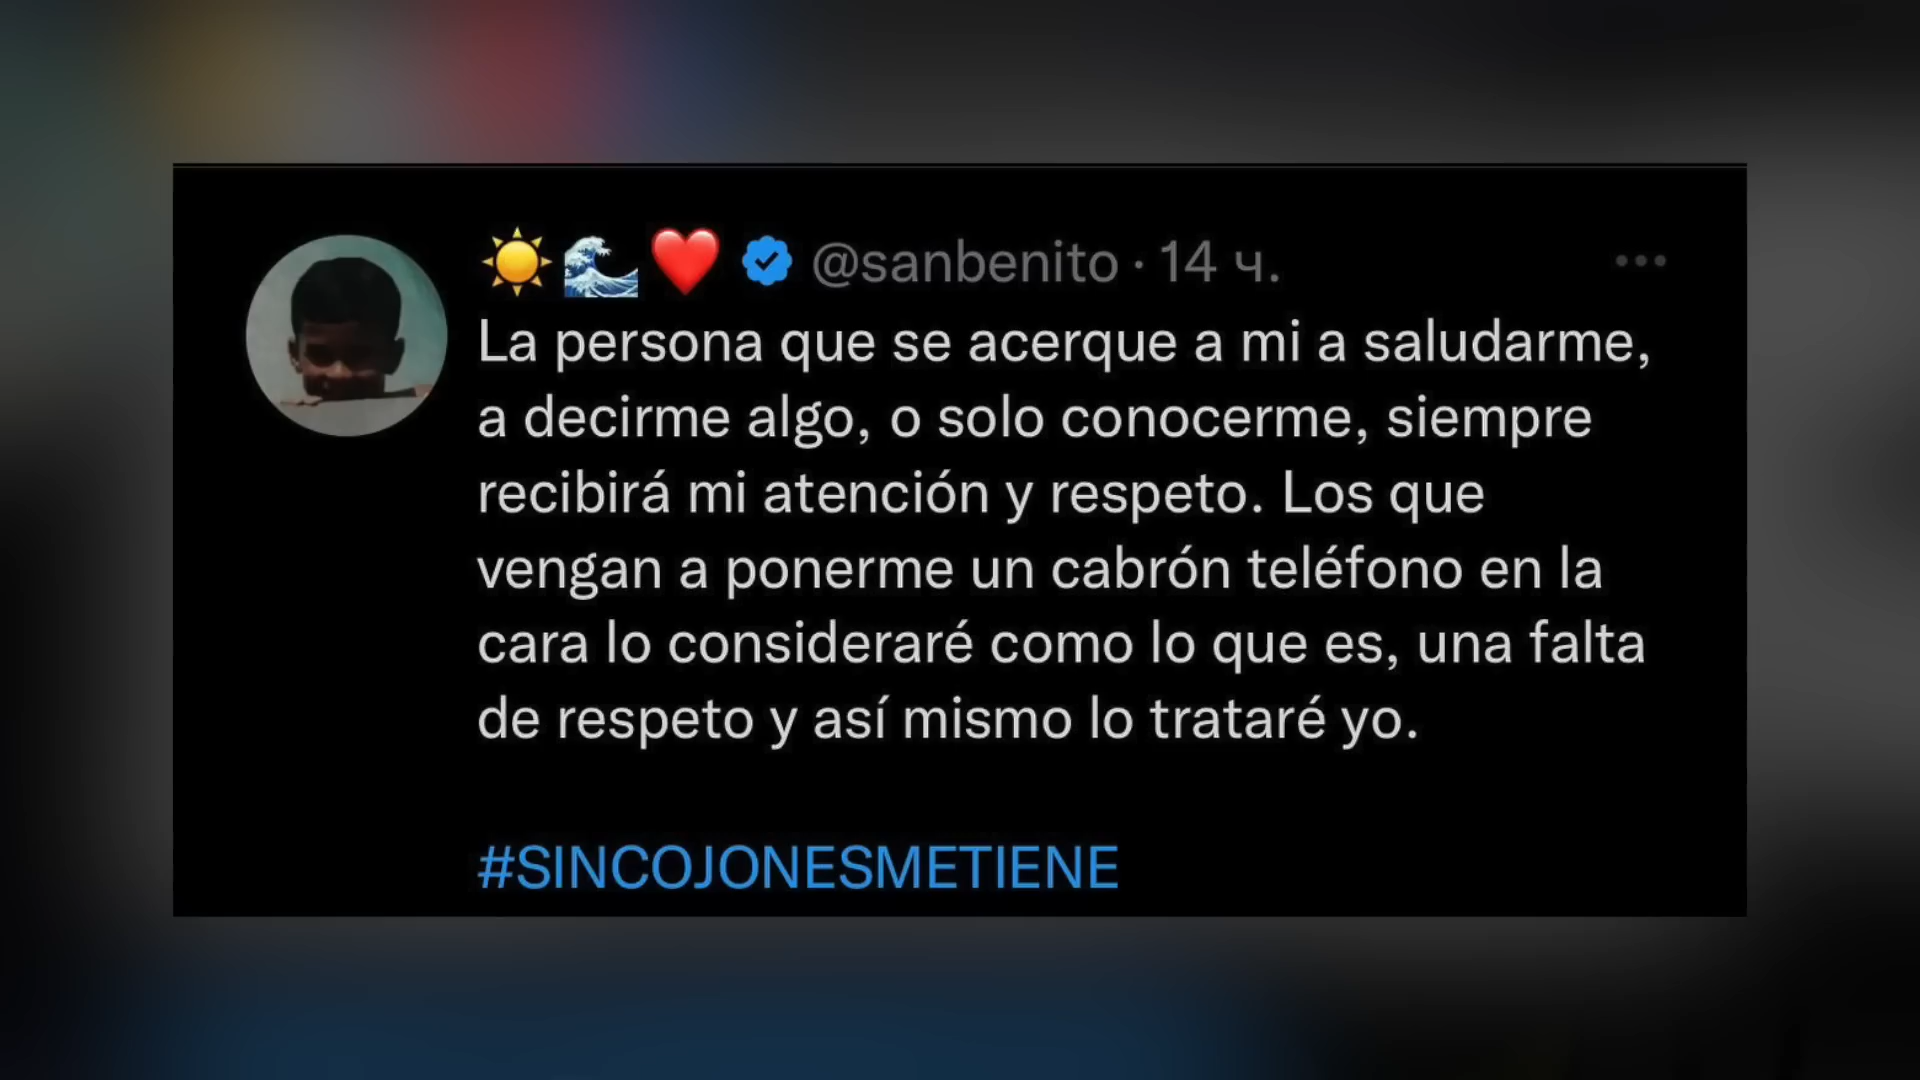 ☀️🌊❤️ @sanbenito · 14 ч.
La persona que se acerque a mi a saludarme,
a decirme algo, o solo conocerme, siempre
recibirá mi atención y respeto. Los que
vengan a ponerme un cabrón teléfono en la
cara lo consideraré como lo que es, una falta
de respeto y así mismo lo trataré yo.
#SINCOJONESMETIENE